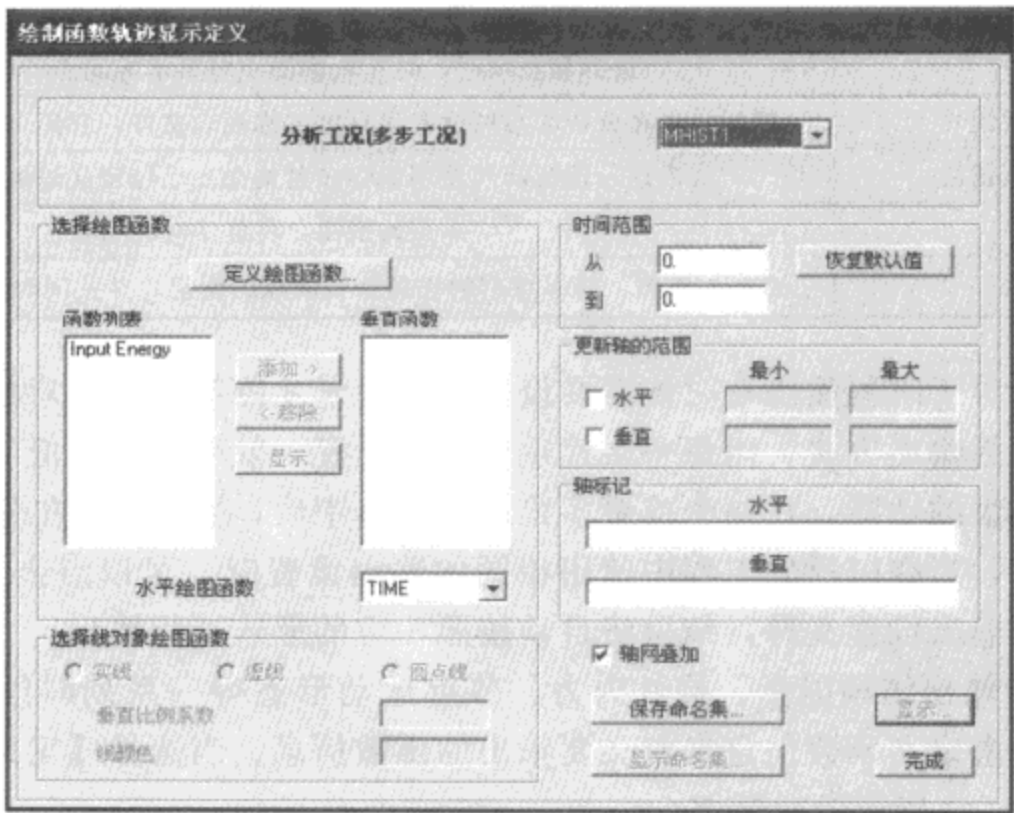 绘制函数轨迹显示定义
分析工况(多步工况)
MHIST1
选择绘图函数
定义绘图函数...
函数列表
垂直函数
Input Energy
添加->
<-移除
显示
水平绘图函数
TIME
选择线对象绘图函数
实线
虚线
圆点线
垂直比例系数
线颜色
时间范围
从
0.
恢复默认值
到
0.
更新轴的范围
最小
最大
水平
垂直
轴标记
水平
垂直
轴网叠加
保存命名集...
显示...
显示命名集...
完成